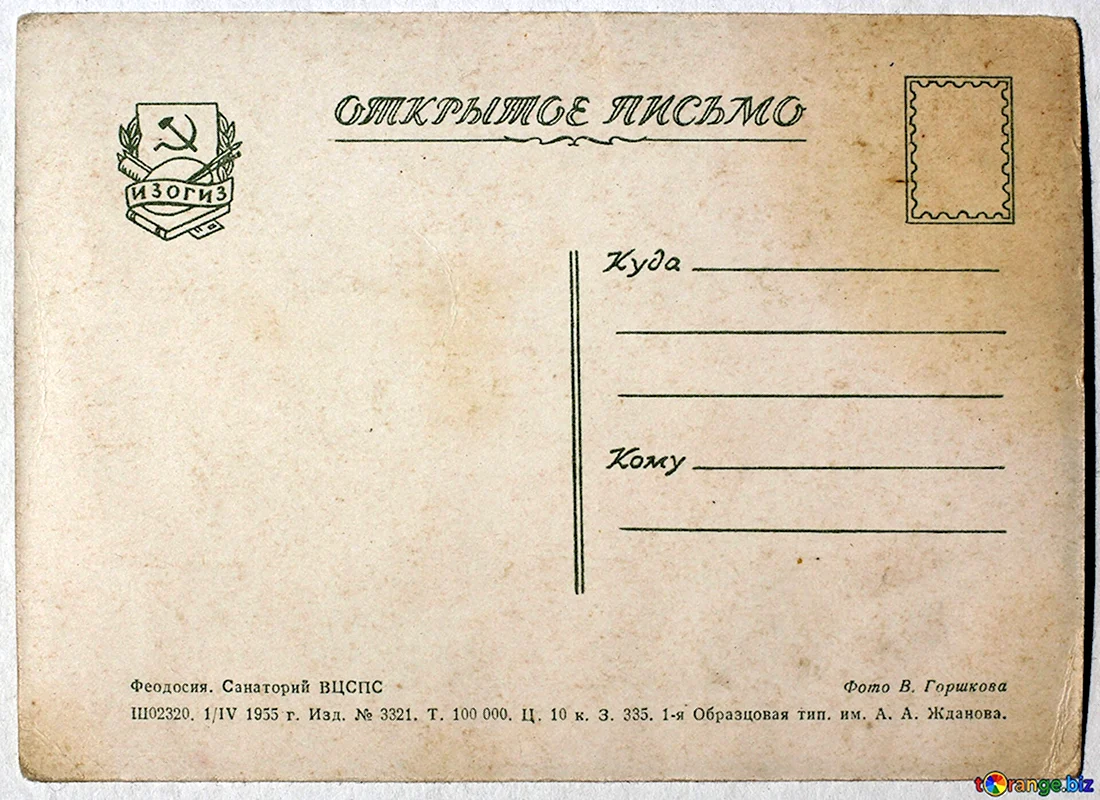 ОТКРЫТОЕ ПИСЬМО
ИЗОГИЗ
Куда
Кому
Феодосия. Санаторий ВЦСПС
Фото В. Горшкова
Ш02320. 1/IV 1955 г. Изд. № 3321. Т. 100 000. Ц. 10 к. З. 335. 1-я Образцовая тип. им. А. А. Жданова.
torange.biz